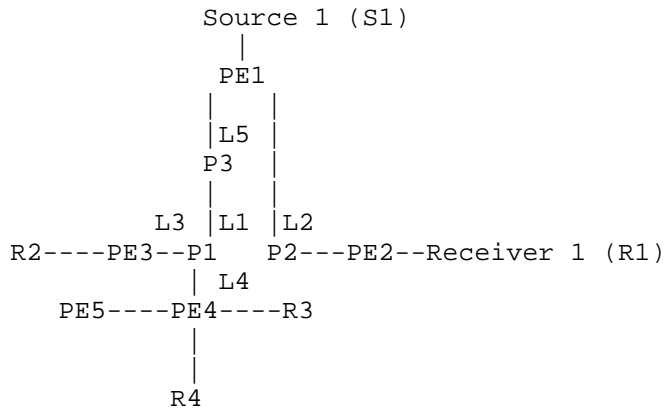 Source 1 (S1)
PE1
L5
P3
L3 L1 L2
R2----PE3--P1 P2---PE2--Receiver 1 (R1)
L4
PE5----PE4----R3
R4